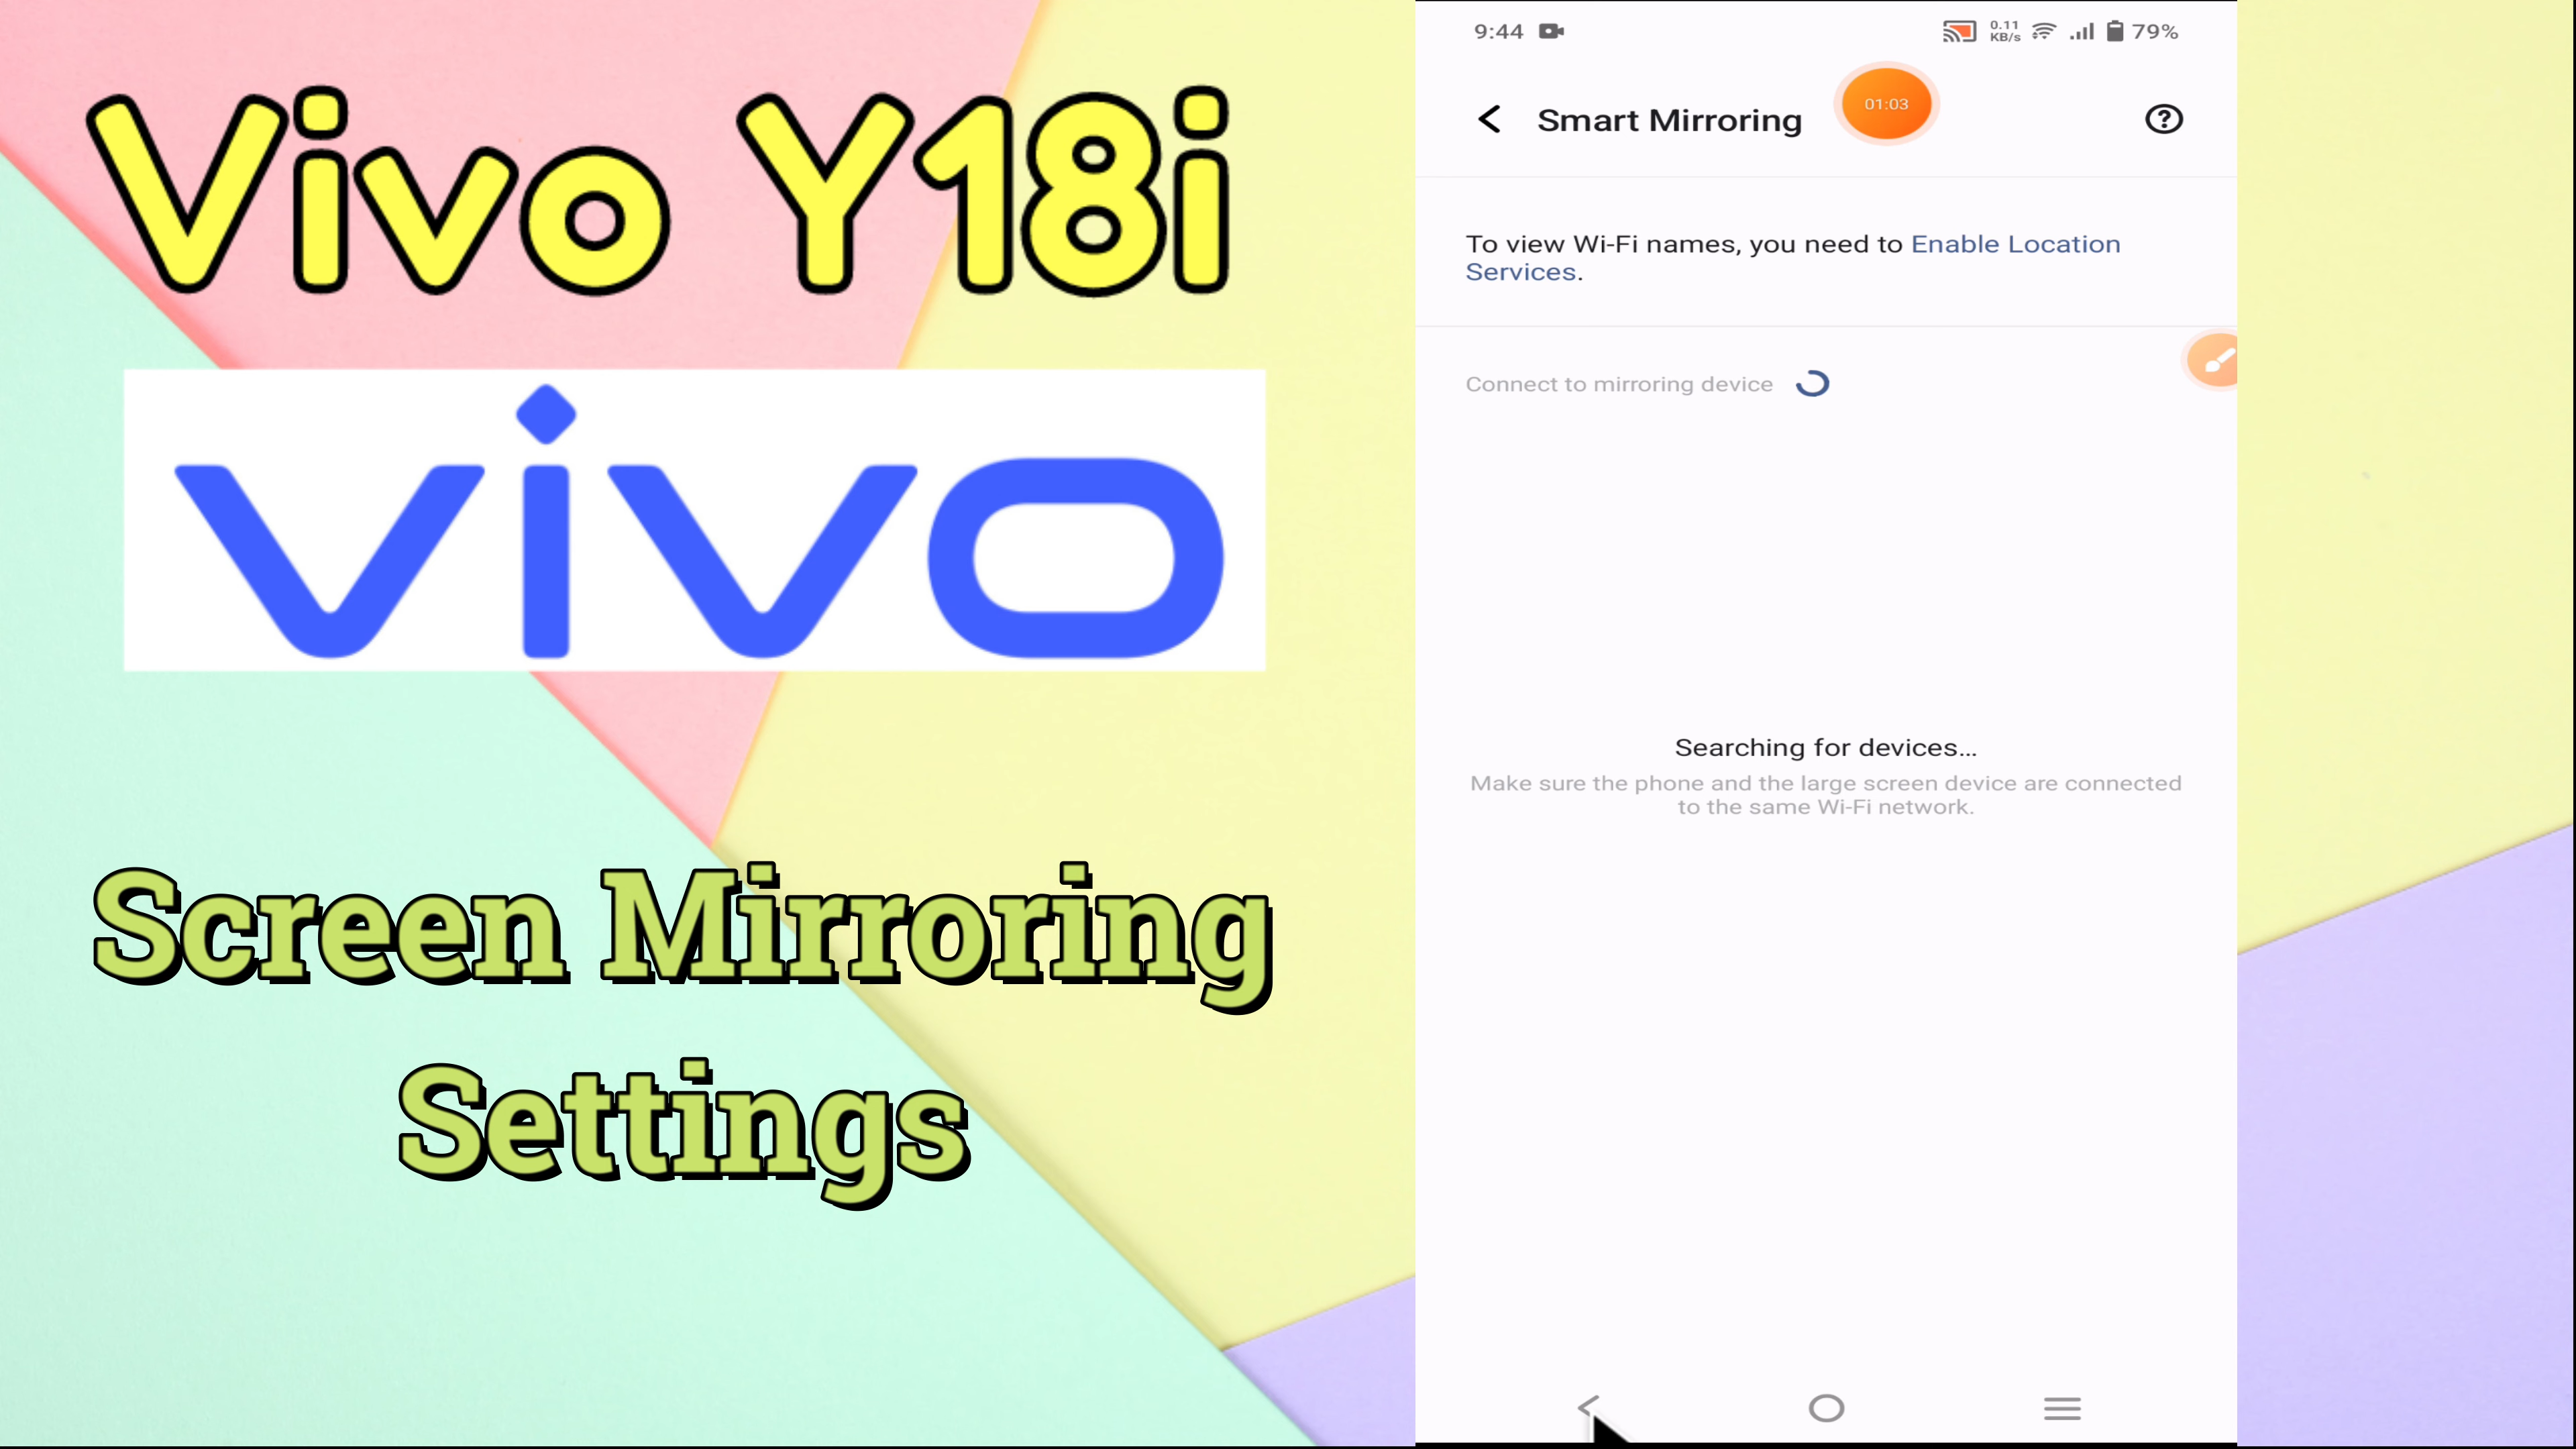 Vivo Y18i
vivo
Screen Mirroring
Settings
9:44
0.11
KB/s
79%
Smart Mirroring
01:03
To view Wi-Fi names, you need to Enable Location
Services.
Connect to mirroring device
Searching for devices...
Make sure the phone and the large screen device are connected
to the same Wi-Fi network.